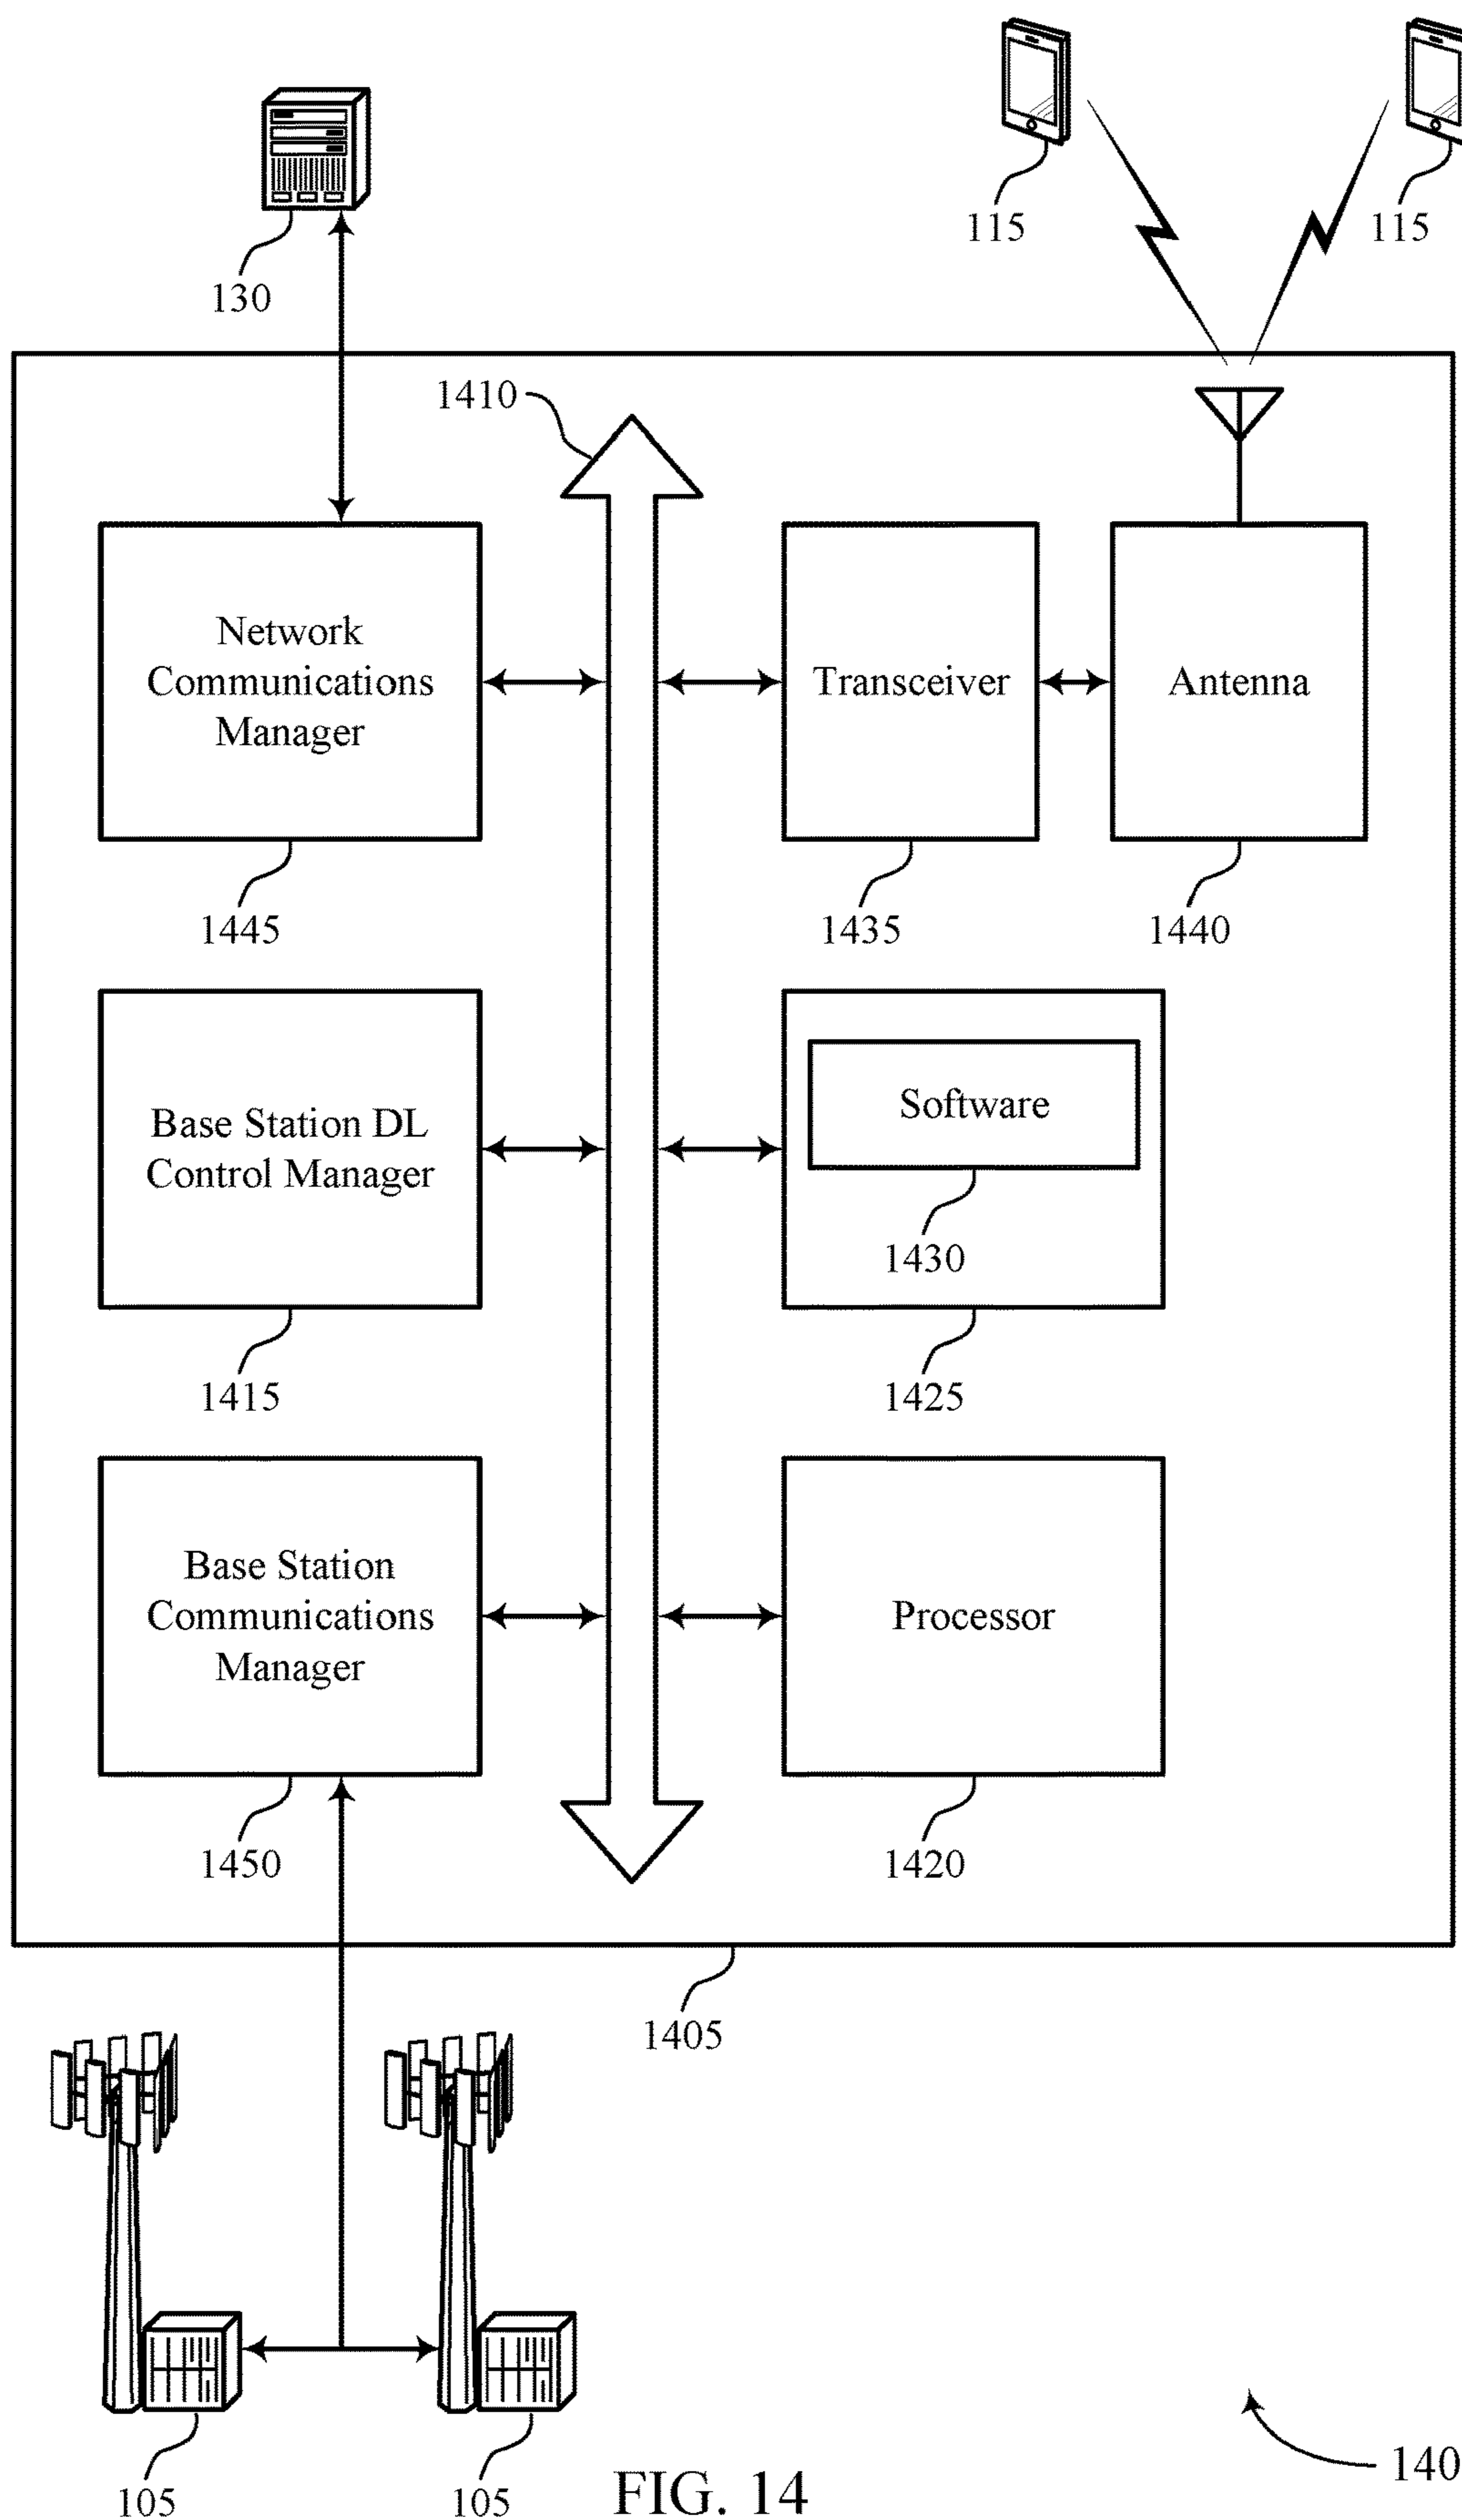 115
115
130
1410
Network
Communications
Manager
Transceiver
Antenna
1445
1435
1440
Base Station DL
Control Manager
Software
1430
1415
1425
Base Station
Communications
Manager
Processor
1450
1420
1405
140
105
105
FIG. 14